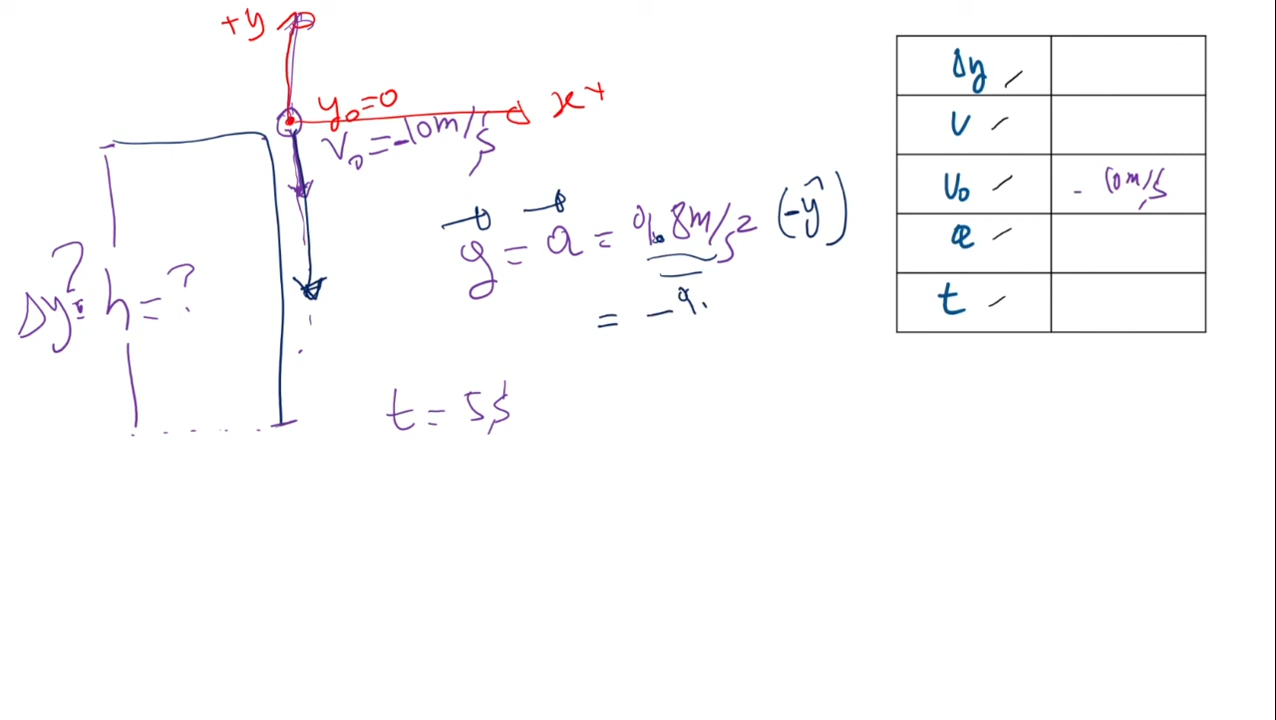 +y
y₀=0
x+
V₀=-10m/s
g=a=9.8m/s² (-ŷ)
= -9.
?
Δy=h=?
t=5s
Δy
V
V₀ - 10m/s
a
t